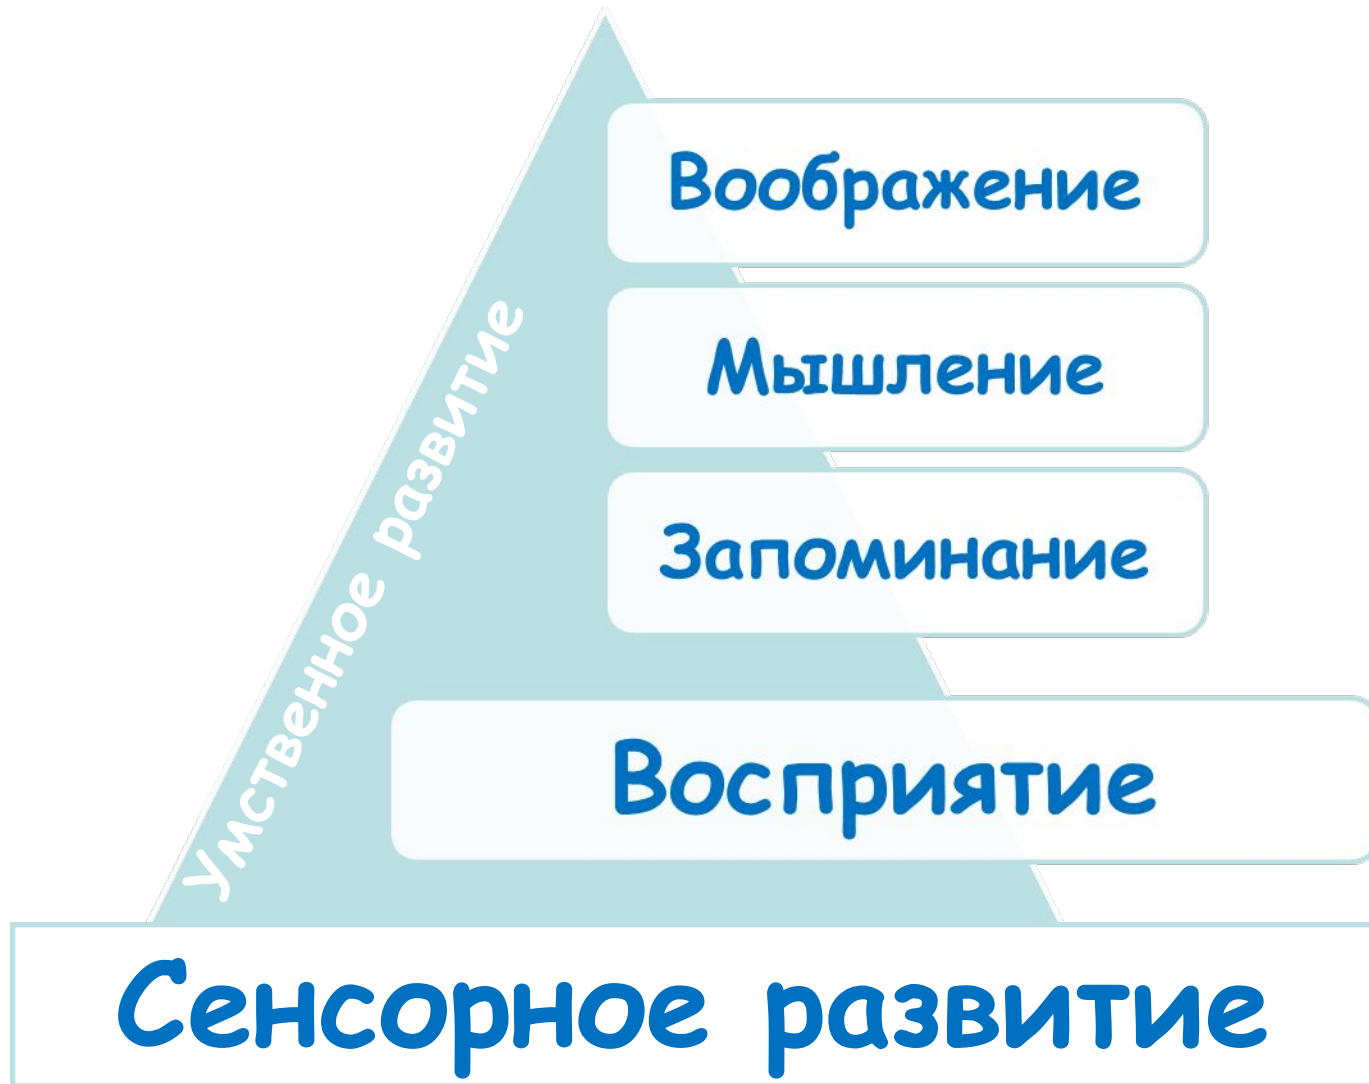 Воображение
Мышление
Запоминание
Умственное развитие
Восприятие
Сенсорное развитие